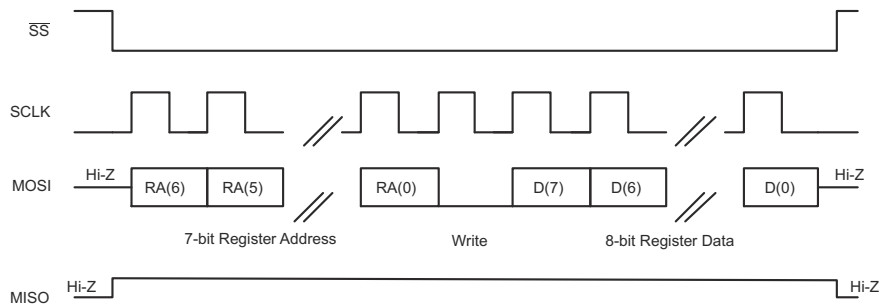 SS
SCLK
Hi-Z Hi-Z
MOSI RA(6) RA(5) RA(0) D(7) D(6) D(0)
7-bit Register Address Write 8-bit Register Data
Hi-Z Hi-Z
MISO